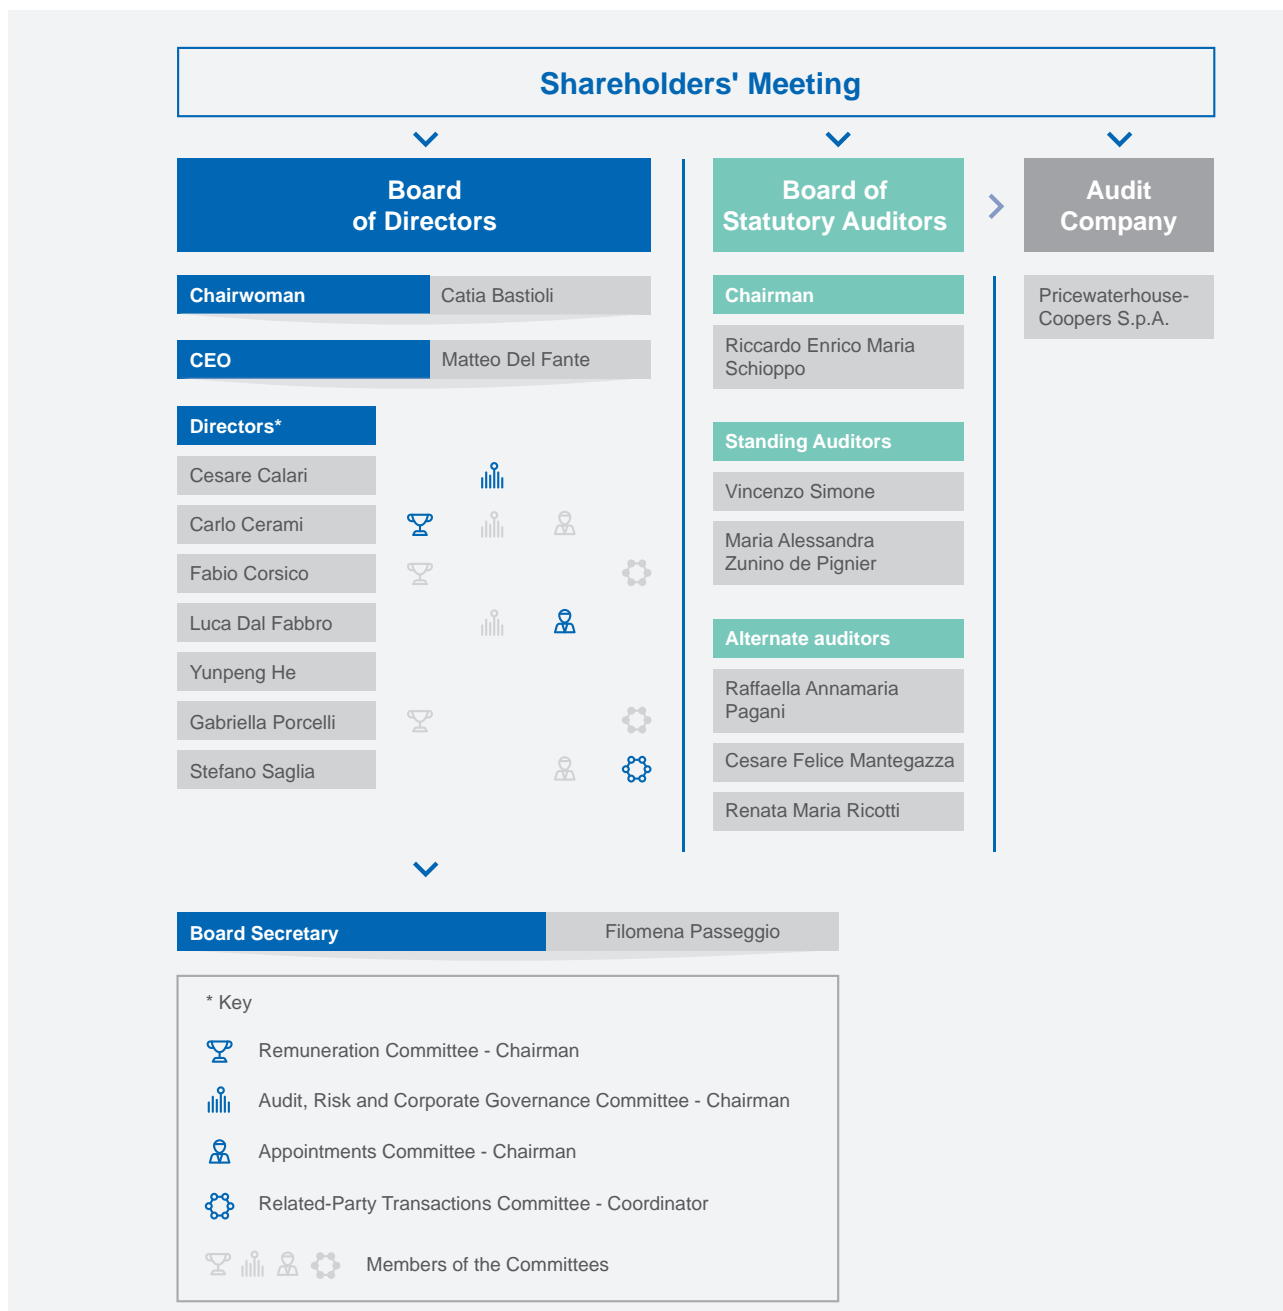 Shareholders' Meeting
Board
of Directors
Chairwoman
Catia Bastioli
CEO
Matteo Del Fante
Directors*
Cesare Calari
Carlo Cerami
Fabio Corsico
Luca Dal Fabbro
Yunpeng He
Gabriella Porcelli
Stefano Saglia
Board of
Statutory Auditors
Chairman
Riccardo Enrico Maria
Schioppo
Standing Auditors
Vincenzo Simone
Maria Alessandra
Zunino de Pignier
Alternate auditors
Raffaella Annamaria
Pagani
Cesare Felice Mantegazza
Renata Maria Ricotti
Audit
Company
Pricewaterhouse-
Coopers S.p.A.
Board Secretary
Filomena Passeggio
* Key
Remuneration Committee - Chairman
Audit, Risk and Corporate Governance Committee - Chairman
Appointments Committee - Chairman
Related-Party Transactions Committee - Coordinator
Members of the Committees